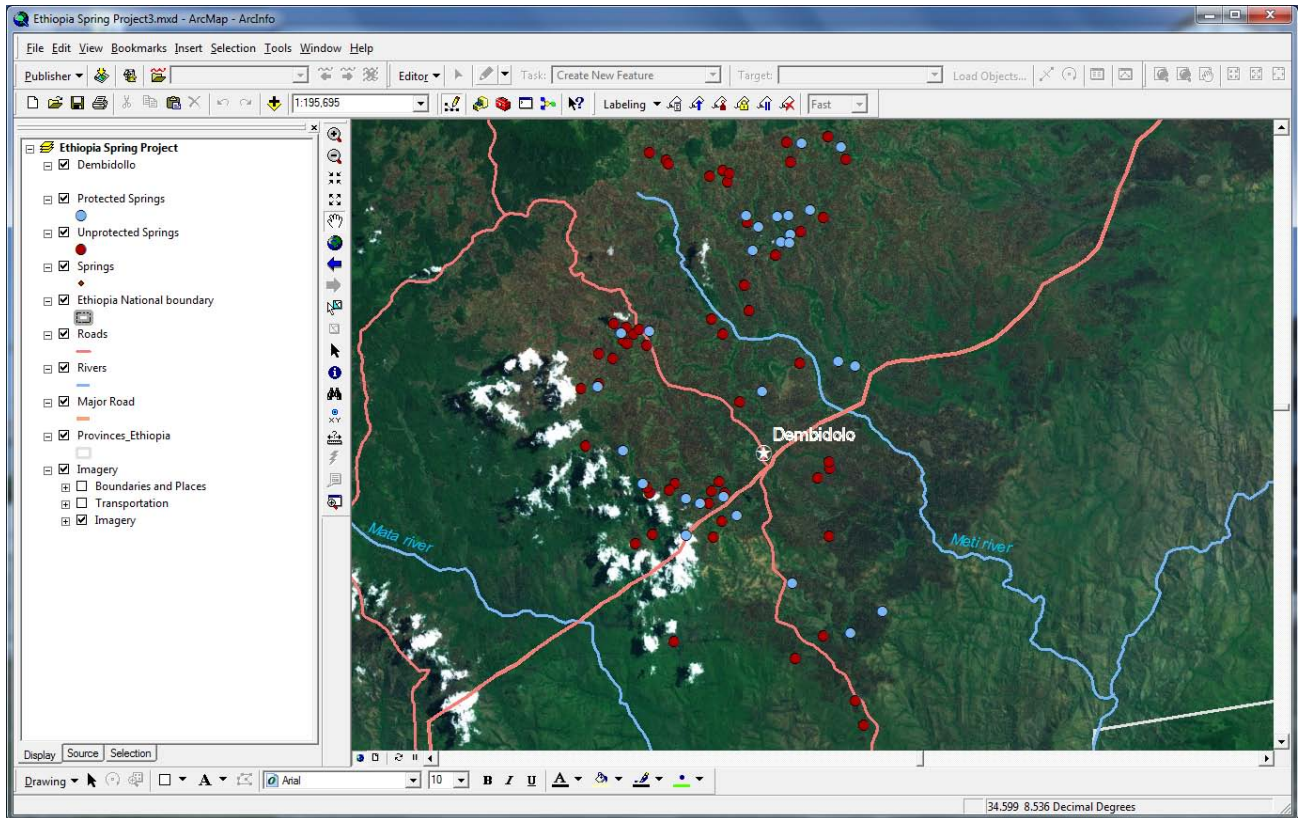 Ethiopia Spring Project3.mxd - ArcMap - ArcInfo
File Edit View Bookmarks Insert Selection Tools Window Help
Publisher Editor Task: Create New Feature Target: Load Objects...
1:195,695 Labeling Fast
Ethiopia Spring Project
Dembidollo
Protected Springs
Unprotected Springs
Springs
Ethiopia National boundary
Roads
Rivers
Major Road
Provinces_Ethiopia
Imagery
Boundaries and Places
Transportation
Imagery
XY
Dembidolo
Mata river
Meti river
Display Source Selection
Drawing A Arial 10 B I U A
34.599 8.536 Decimal Degrees